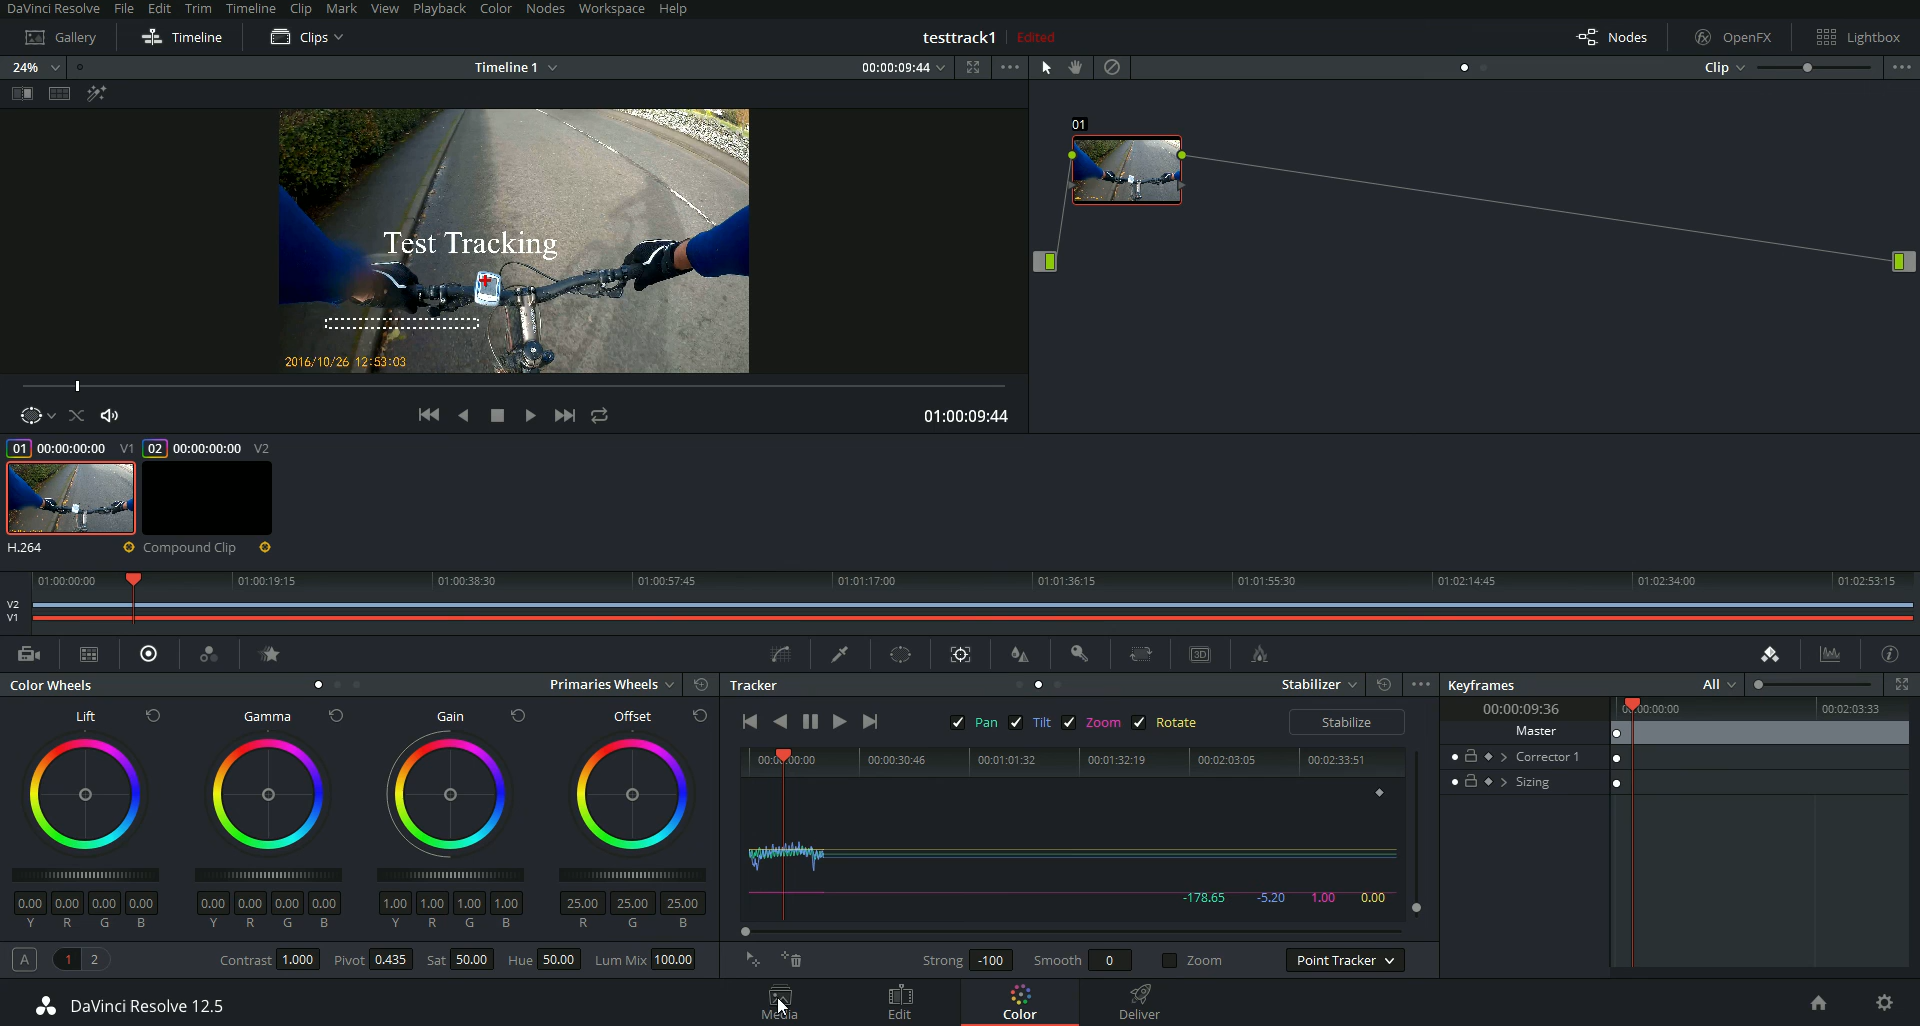 DaVinci Resolve File Edit Trim Timeline Clip Mark View Playback Color Nodes Workspace Help
Gallery Timeline Clips testtrack1 Edited Nodes OpenFX Lightbox
24% Timeline 1 00:00:09:44 Clip
01
Test Tracking
2016/10/26 12:53:03
01:00:09:44
01 00:00:00:00 V1 02 00:00:00:00 V2
H.264 Compound Clip
01:00:00:00 01:00:19:15 01:00:38:30 01:00:57:45 01:01:17:00 01:01:36:15 01:01:55:30 01:02:14:45 01:02:34:00 01:02:53:15
V2
V1
3D
Color Wheels Primaries Wheels Tracker Stabilizer Keyframes All
Lift Gamma Gain Offset
Pan Tilt Zoom Rotate Stabilize
00:00:09:36 00:00:00 00:02:03:33
Master
Corrector 1
Sizing
00:00:30:46 00:01:01:32 00:01:32:19 00:02:03:05 00:02:33:51
-178.65 -5.20 1.00 0.00
0.00 0.00 0.00 0.00 0.00 0.00 0.00 0.00 1.00 1.00 1.00 1.00 25.00 25.00 25.00
Y R G B Y R G B Y R G B R G B
A 1 2 Contrast 1.000 Pivot 0.435 Sat 50.00 Hue 50.00 Lum Mix 100.00
Strong -100 Smooth 0 Zoom Point Tracker
DaVinci Resolve 12.5 Media Edit Color Deliver